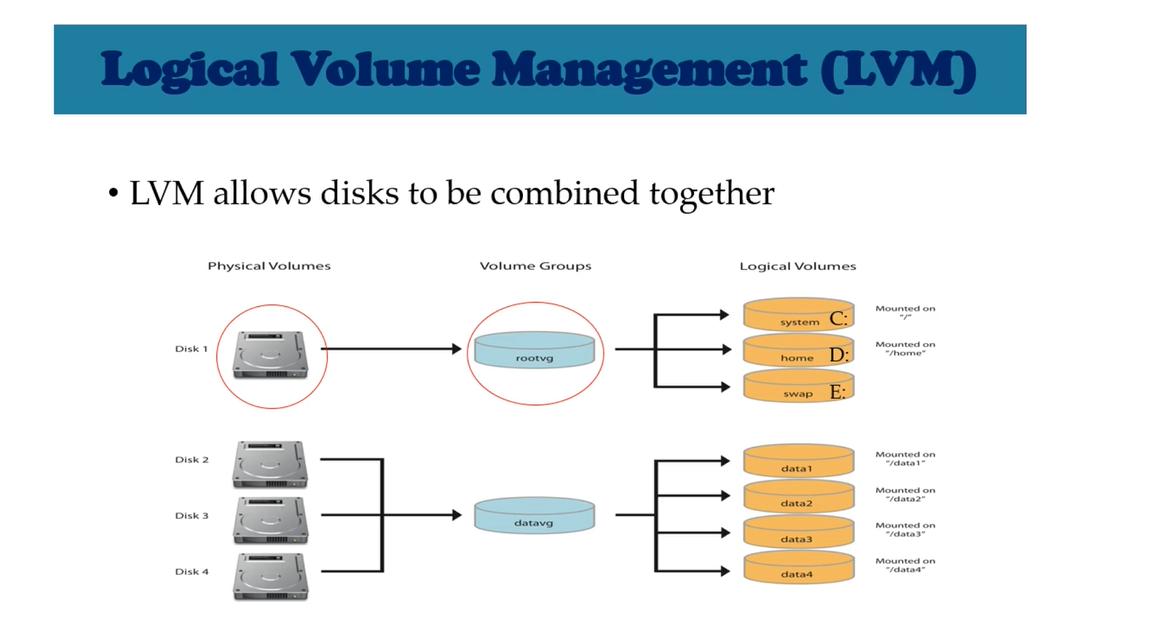 Logical Volume Management (LVM)
• LVM allows disks to be combined together
Physical Volumes Volume Groups Logical Volumes
Disk 1
rootvg
system C:
Mounted on
"/"
home D:
Mounted on
"/home"
swap E:
Disk 2
Disk 3
Disk 4
datavg
data1
Mounted on
"/data1"
data2
Mounted on
"/data2"
data3
Mounted on
"/data3"
data4
Mounted on
"/data4"